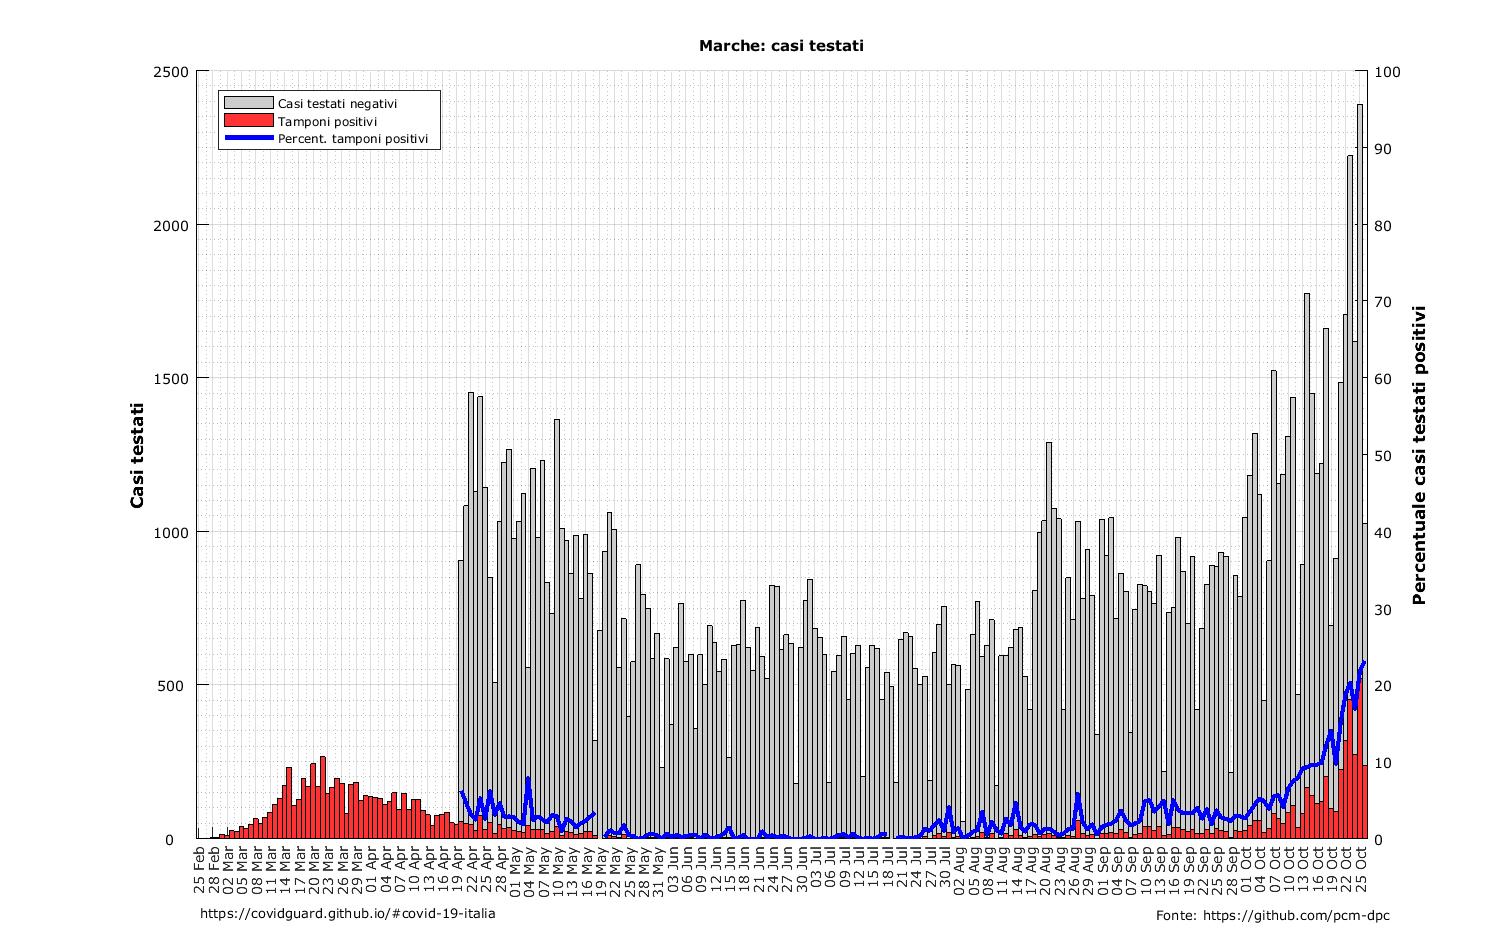 Marche: casi testati
Casi testati negativi
Tamponi positivi
Percent. tamponi positivi
Casi testati
2500
2000
1500
1000
500
0
Percentuale casi testati positivi
100
90
80
70
60
50
40
30
20
10
0
25 Feb
28 Feb
02 Mar
05 Mar
08 Mar
11 Mar
14 Mar
17 Mar
20 Mar
23 Mar
26 Mar
29 Mar
01 Apr
04 Apr
07 Apr
10 Apr
13 Apr
16 Apr
19 Apr
22 Apr
25 Apr
28 Apr
01 May
04 May
07 May
10 May
13 May
16 May
19 May
22 May
25 May
28 May
31 May
03 Jun
06 Jun
09 Jun
12 Jun
15 Jun
18 Jun
21 Jun
24 Jun
27 Jun
30 Jun
03 Jul
06 Jul
09 Jul
12 Jul
15 Jul
18 Jul
21 Jul
24 Jul
27 Jul
30 Jul
02 Aug
05 Aug
08 Aug
11 Aug
14 Aug
17 Aug
20 Aug
23 Aug
26 Aug
29 Aug
01 Sep
04 Sep
07 Sep
10 Sep
13 Sep
16 Sep
19 Sep
22 Sep
25 Sep
28 Sep
01 Oct
04 Oct
07 Oct
10 Oct
13 Oct
16 Oct
19 Oct
22 Oct
25 Oct
https://covidguard.github.io/#covid-19-italia
Fonte: https://github.com/pcm-dpc